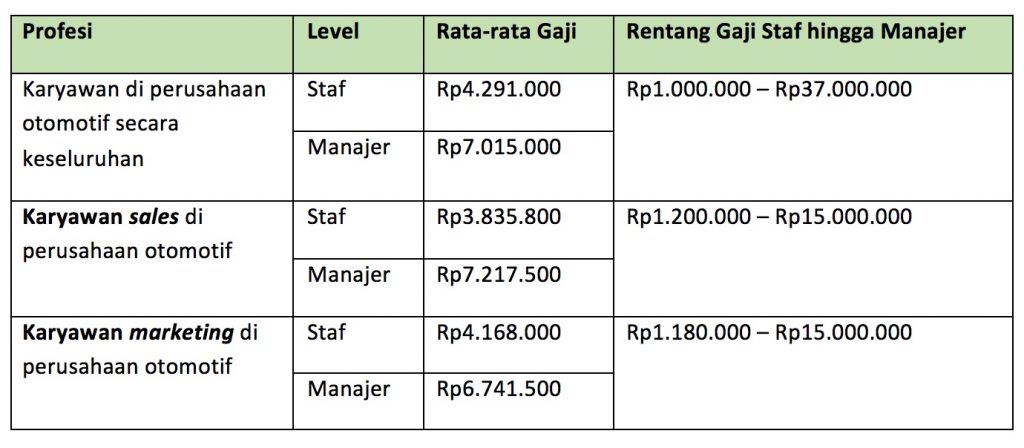 Profesi Level Rata-rata Gaji Rentang Gaji Staf hingga Manajer
Karyawan di perusahaan Staf Rp4.291.000 Rp1.000.000 – Rp37.000.000
otomotif secara
keseluruhan Manajer Rp7.015.000
Karyawan sales di Staf Rp3.835.800 Rp1.200.000 – Rp15.000.000
perusahaan otomotif
Manajer Rp7.217.500
Karyawan marketing di Staf Rp4.168.000 Rp1.180.000 – Rp15.000.000
perusahaan otomotif
Manajer Rp6.741.500